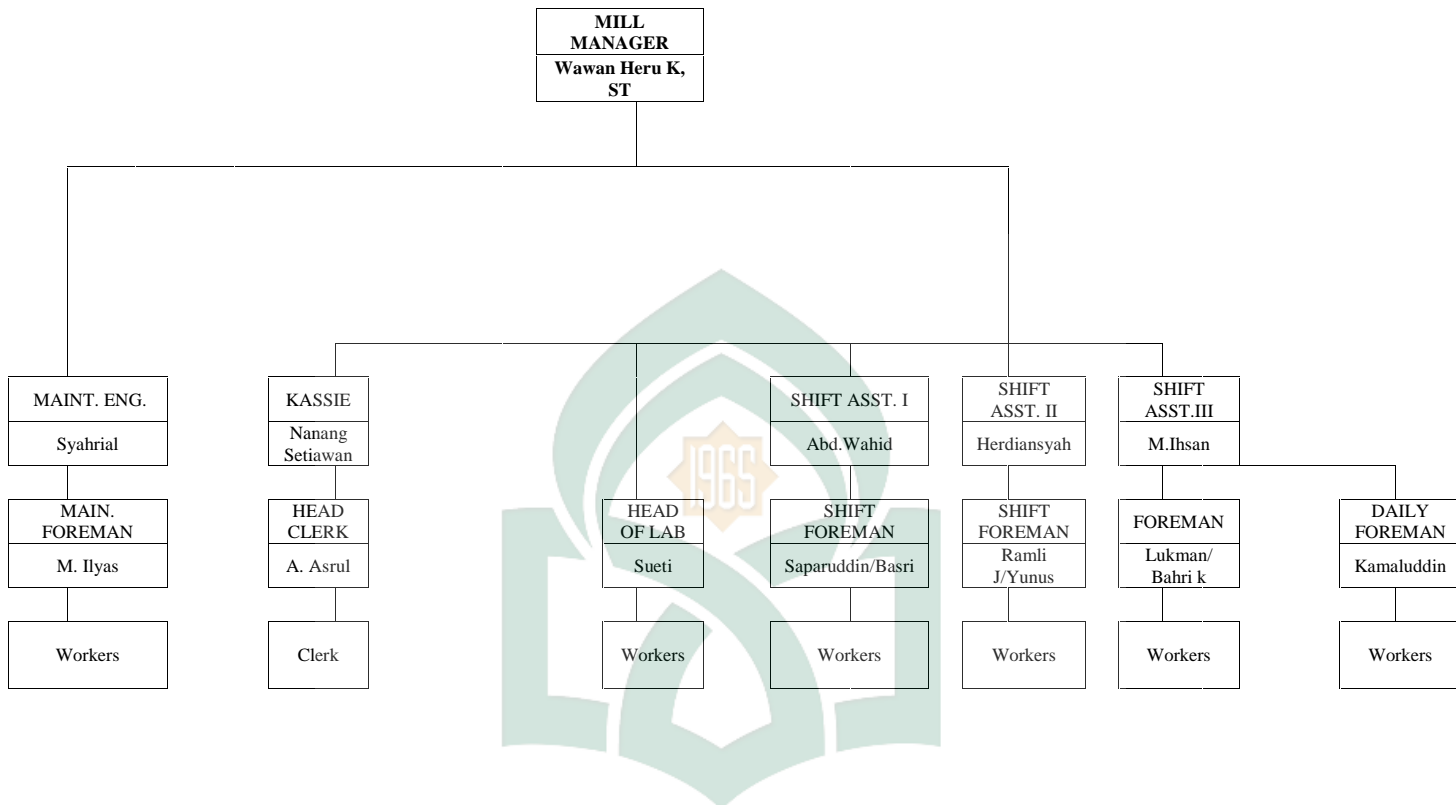 MILL
MANAGER
Wawan Heru K,
ST
MAINT. ENG.
Syahrial
KASSIE
Nanang
Setiawan
SHIFT ASST. I
Abd.Wahid
SHIFT
ASST. II
Herdiansyah
SHIFT
ASST.III
M.Ihsan
1965
MAIN.
FOREMAN
M. Ilyas
HEAD
CLERK
A. Asrul
HEAD
OF LAB
Sueti
SHIFT
FOREMAN
Saparuddin/Basri
SHIFT
FOREMAN
Ramli
J/Yunus
FOREMAN
Lukman/
Bahri k
DAILY
FOREMAN
Kamaluddin
Workers
Clerk
Workers
Workers
Workers
Workers
Workers